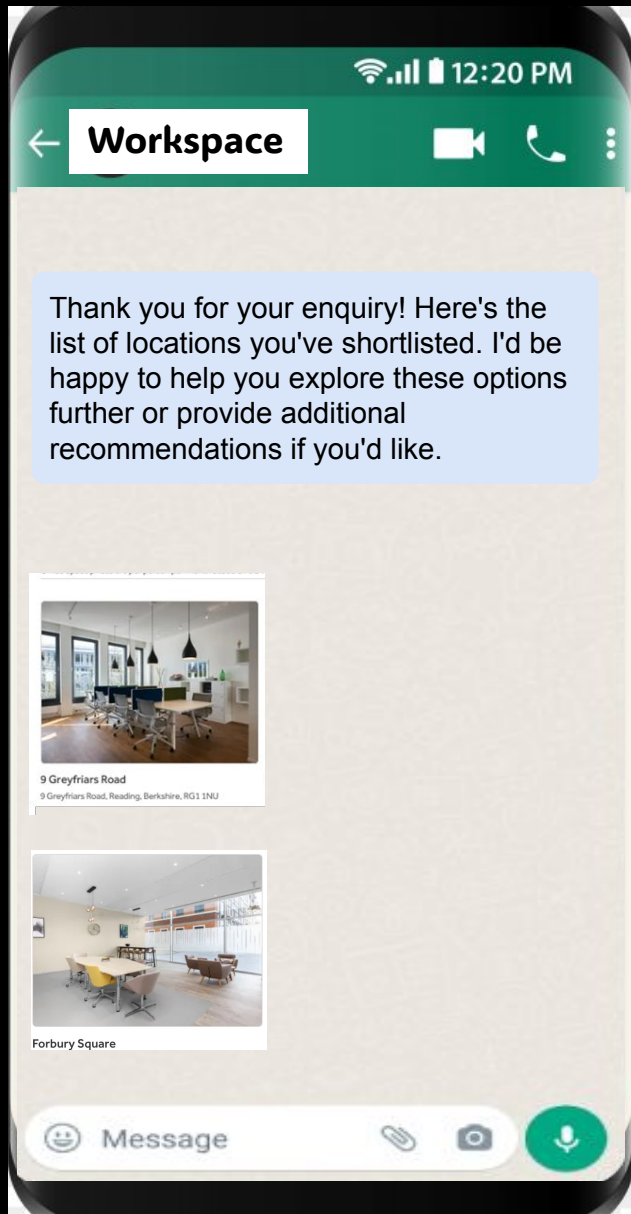 12:20 PM
Workspace
Thank you for your enquiry! Here's the
list of locations you've shortlisted. I'd be
happy to help you explore these options
further or provide additional
recommendations if you'd like.
9 Greyfriars Road
9 Greyfriars Road, Reading, Berkshire, RG1 1NU
Forbury Square
Message